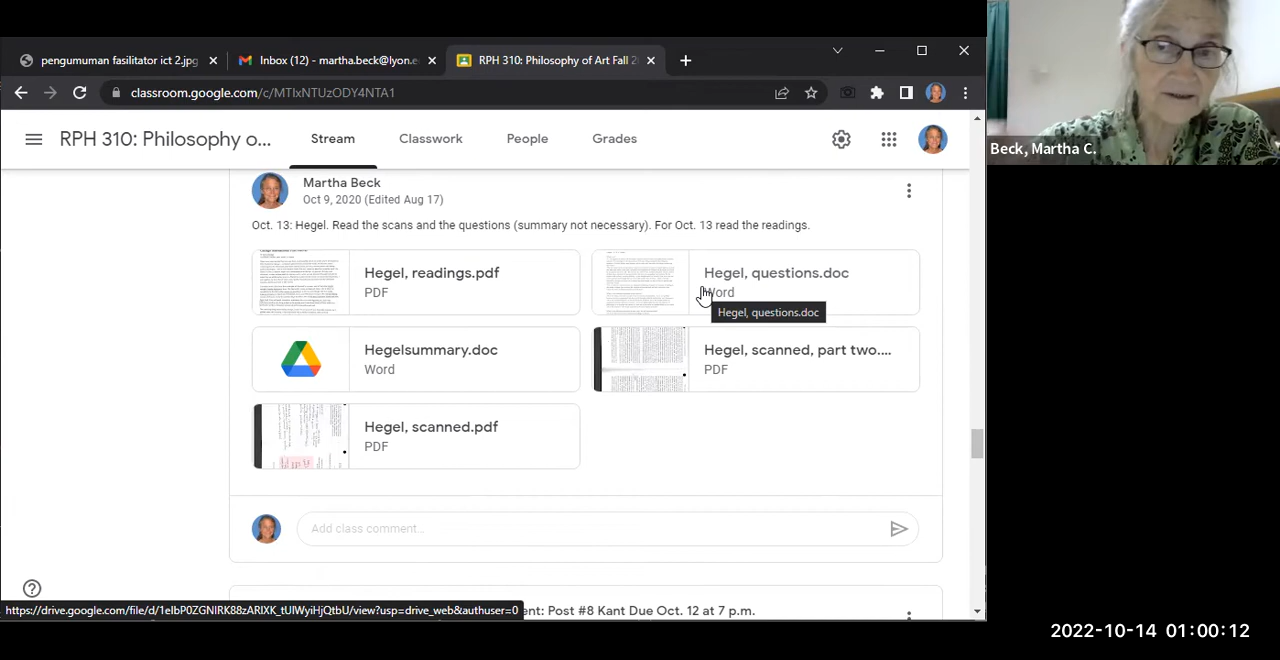 pengumuman fasilitator ict 2.jpg
Inbox (12) - martha.beck@lyon.e
RPH 310: Philosophy of Art Fall 2
classroom.google.com/c/MTIxNTUzODY4NTA1
RPH 310: Philosophy o...
Stream
Classwork
People
Grades
Beck, Martha C.
Martha Beck
Oct 9, 2020 (Edited Aug 17)
Oct. 13: Hegel. Read the scans and the questions (summary not necessary). For Oct. 13 read the readings.
Hegel, readings.pdf
PDF
Hegel, questions.doc
Word
Hegel, questions.doc
Hegelsummary.doc
Word
Hegel, scanned, part two....
PDF
Hegel, scanned.pdf
PDF
Add class comment...
https://drive.google.com/file/d/1eIbP0ZGNIRK88zARIXK_tUIWyiHjQtbU/view?usp=drive_web&authuser=0
ent: Post #8 Kant Due Oct. 12 at 7 p.m.
2022-10-14 01:00:12